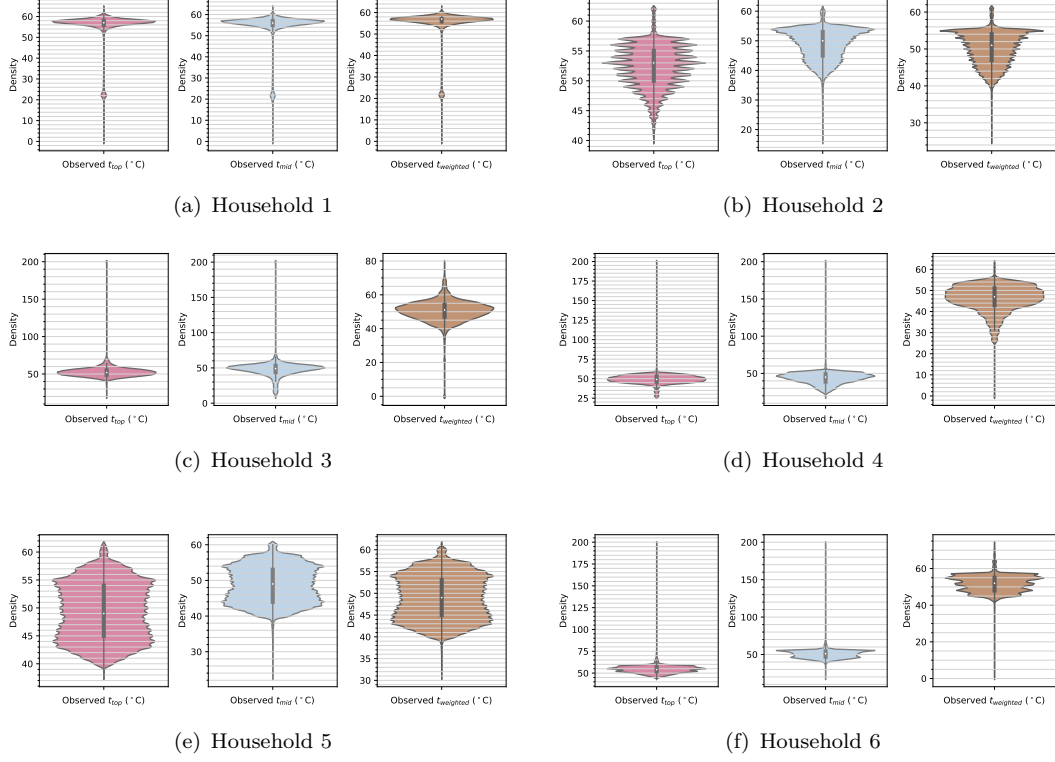 60 50 40 30 20 10 0 Density Observed t_top (°C)
60 50 40 30 20 10 0 Density Observed t_mid (°C)
60 50 40 30 20 10 0 Density Observed t_weighted (°C)
(a) Household 1
60 55 50 45 40 Density Observed t_top (°C)
60 50 40 30 20 Density Observed t_mid (°C)
60 50 40 30 Density Observed t_weighted (°C)
(b) Household 2
200 150 100 50 Density Observed t_top (°C)
200 150 100 50 0 Density Observed t_mid (°C)
80 60 40 20 0 Density Observed t_weighted (°C)
(c) Household 3
200 175 150 125 100 75 50 25 Density Observed t_top (°C)
200 150 100 50 Density Observed t_mid (°C)
60 50 40 30 20 10 0 Density Observed t_weighted (°C)
(d) Household 4
60 55 50 45 40 Density Observed t_top (°C)
60 50 40 30 Density Observed t_mid (°C)
65 60 55 50 45 40 35 30 Density Observed t_weighted (°C)
(e) Household 5
200 175 150 125 100 75 50 Density Observed t_top (°C)
200 150 100 50 Density Observed t_mid (°C)
60 40 20 0 Density Observed t_weighted (°C)
(f) Household 6